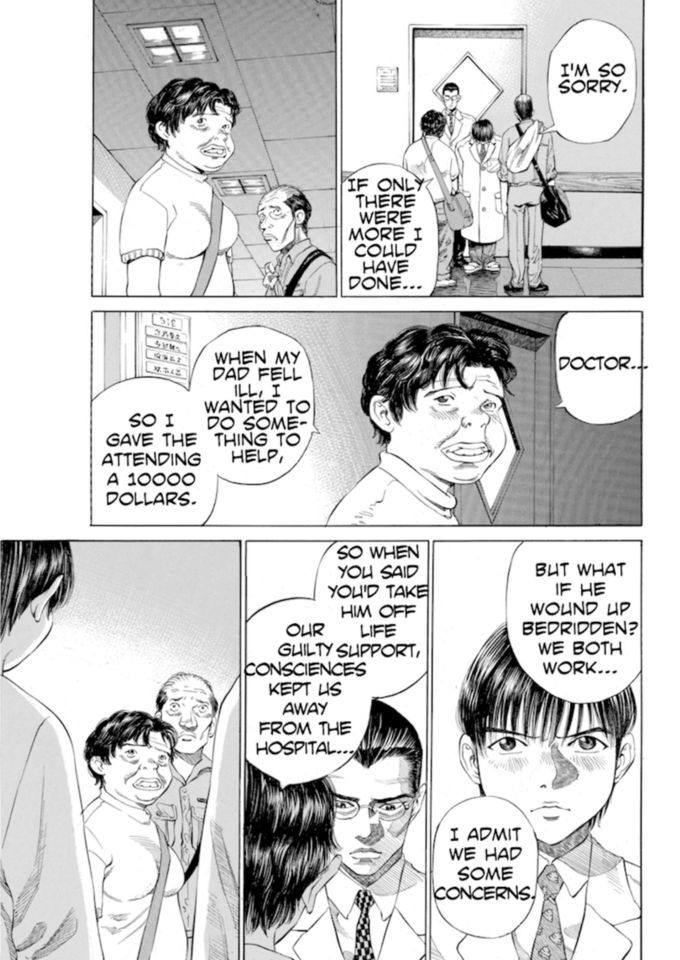 I'M SO
SORRY.
IF ONLY
THERE
WERE
MORE I
COULD
HAVE
DONE...
DOCTOR...
WHEN MY
DAD FELL
ILL, I
WANTED TO
DO SOME-
THING TO
HELP,
SO I
GAVE THE
ATTENDING
A 10000
DOLLARS.
BUT WHAT
IF HE
WOUND UP
BEDRIDDEN?
WE BOTH
WORK...
I ADMIT
WE HAD
SOME
CONCERNS.
SO WHEN
YOU SAID
YOU'D TAKE
HIM OFF
LIFE
SUPPORT,
OUR
GUILTY
CONSCIENCES
KEPT US
AWAY
FROM THE
HOSPITAL...